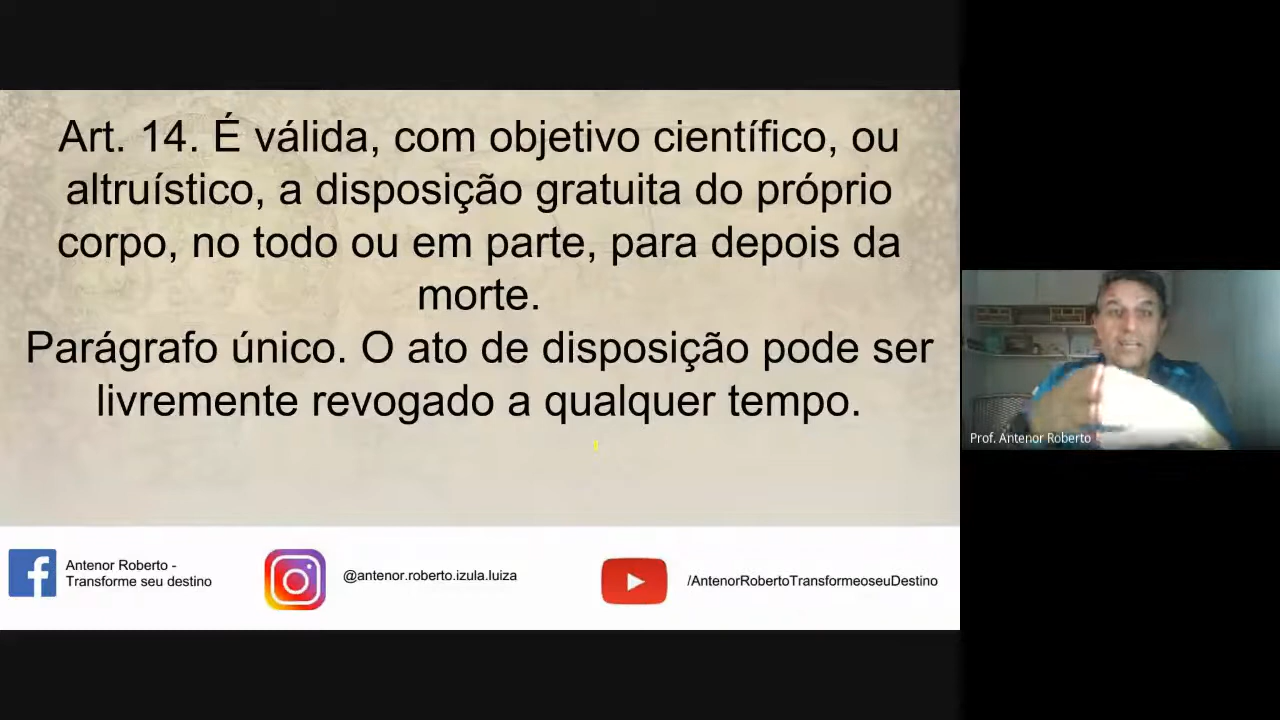 Art. 14. É válida, com objetivo científico, ou
altruístico, a disposição gratuita do próprio
corpo, no todo ou em parte, para depois da
morte.
Parágrafo único. O ato de disposição pode ser
livremente revogado a qualquer tempo.
Prof. Antenor Roberto
Antenor Roberto -
Transforme seu destino
@antenor.roberto.izula.luiza
/AntenorRobertoTransformeoseuDestino